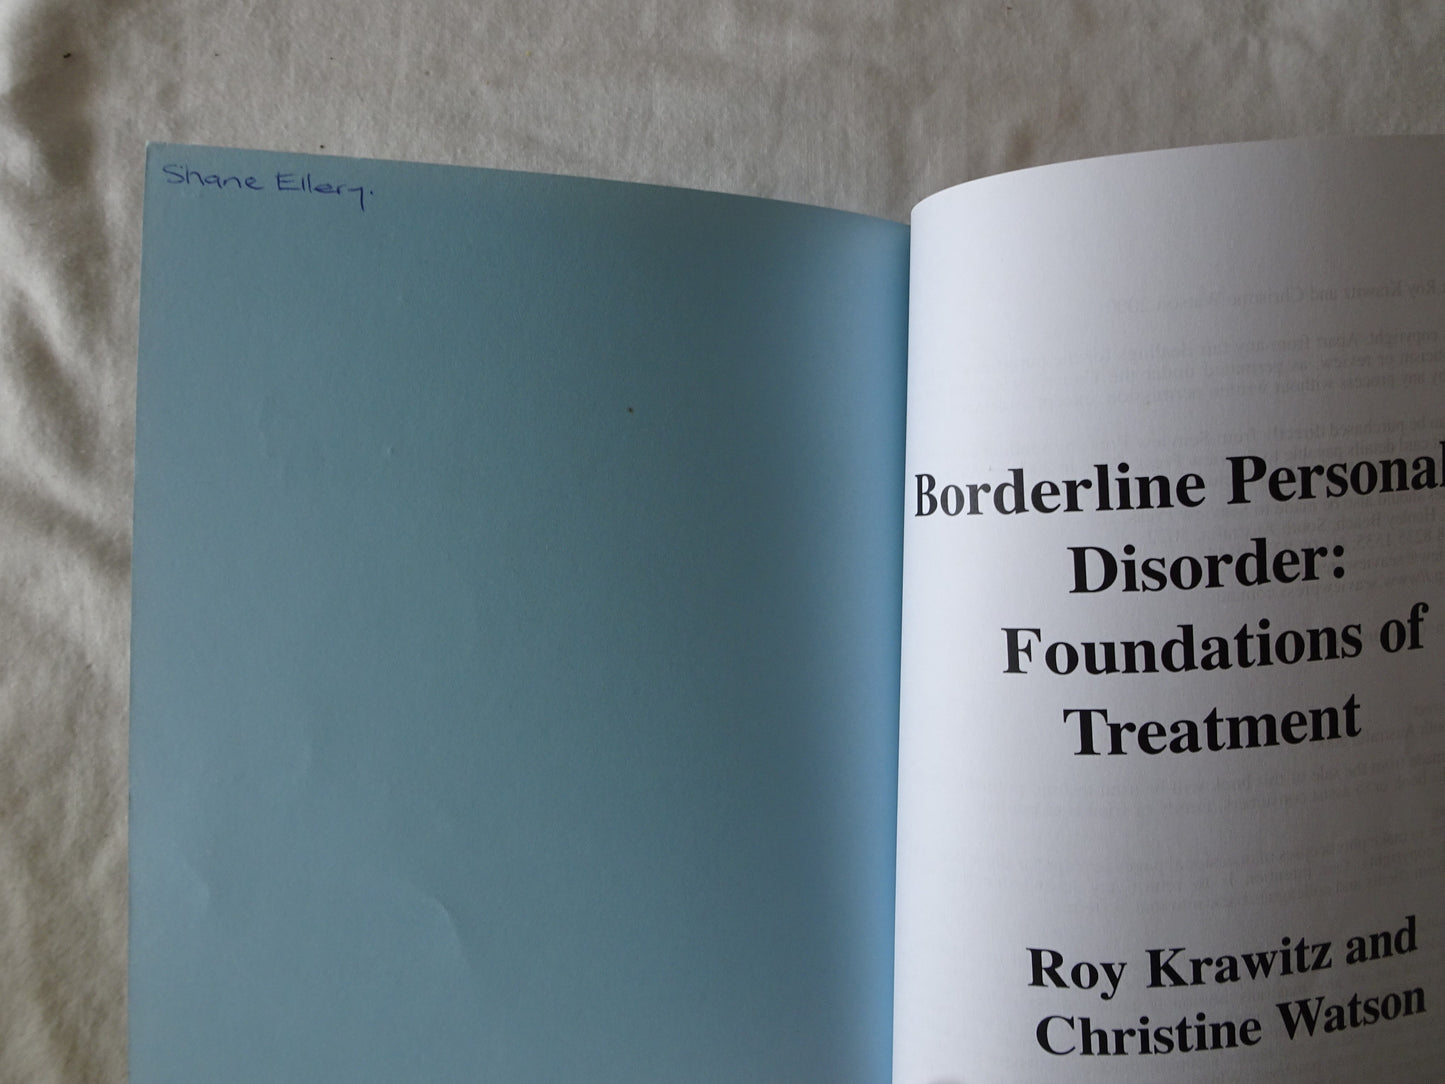 Shane Ellery.
Borderline Personal
Disorder:
Foundations of
Treatment
Roy Krawitz and
Christine Watson